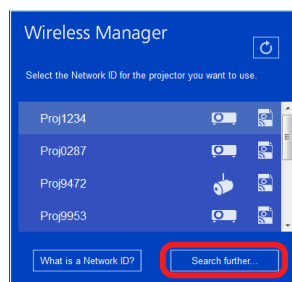 Wireless Manager
Select the Network ID for the projector you want to use.
Proj1234
Proj0287
Proj9472
Proj9953
What is a Network ID?
Search further...